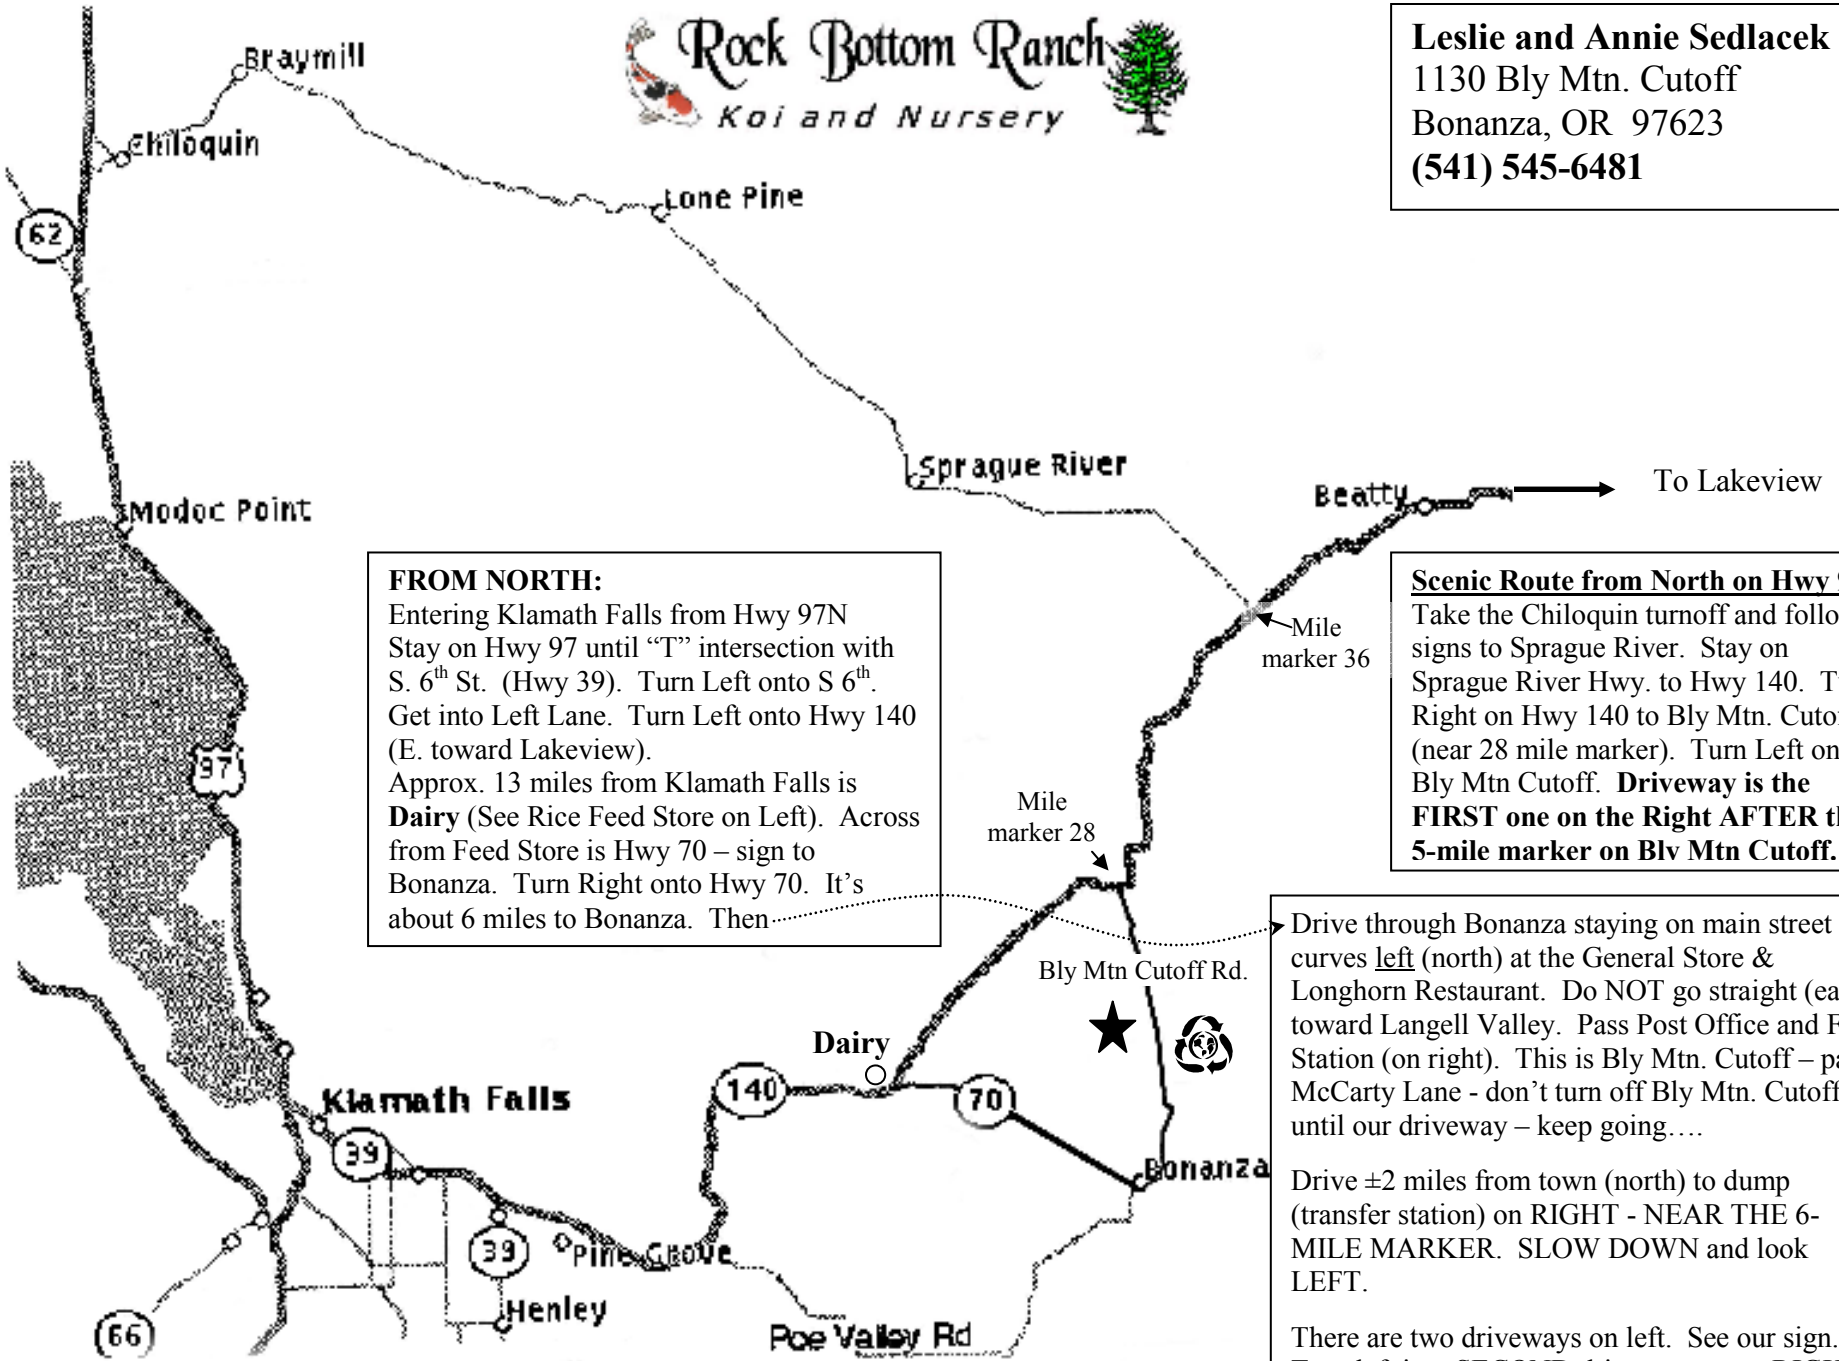 Rock Bottom Ranch
Koi and Nursery
Leslie and Annie Sedlacek
1130 Bly Mtn. Cutoff
Bonanza, OR 97623
(541) 545-6481
Braymill
Chiloquin
Lone Pine
62
Sprague River
Beatty
To Lakeview
Modoc Point
FROM NORTH:
Entering Klamath Falls from Hwy 97N
Stay on Hwy 97 until “T” intersection with
S. 6th St. (Hwy 39). Turn Left onto S 6th.
Get into Left Lane. Turn Left onto Hwy 140
(E. toward Lakeview).
Approx. 13 miles from Klamath Falls is
Dairy (See Rice Feed Store on Left). Across
from Feed Store is Hwy 70 – sign to
Bonanza. Turn Right onto Hwy 70. It’s
about 6 miles to Bonanza. Then
Mile
marker 36
Scenic Route from North on Hwy
Take the Chiloquin turnoff and follo
signs to Sprague River. Stay on
Sprague River Hwy. to Hwy 140. T
Right on Hwy 140 to Bly Mtn. Cuto
(near 28 mile marker). Turn Left on
Bly Mtn Cutoff. Driveway is the
FIRST one on the Right AFTER t
5-mile marker on Bly Mtn Cutoff.
97
Mile
marker 28
Bly Mtn Cutoff Rd.
Drive through Bonanza staying on main street
curves left (north) at the General Store &
Longhorn Restaurant. Do NOT go straight (ea
toward Langell Valley. Pass Post Office and F
Station (on right). This is Bly Mtn. Cutoff – pa
McCarty Lane - don’t turn off Bly Mtn. Cutoff
until our driveway – keep going….
Drive ±2 miles from town (north) to dump
(transfer station) on RIGHT - NEAR THE 6-
MILE MARKER. SLOW DOWN and look
LEFT.
There are two driveways on left. See our sign.
Dairy
140
70
Klamath Falls
39
Bonanza
39
Pine Grove
Henley
66
Poe Valley Rd